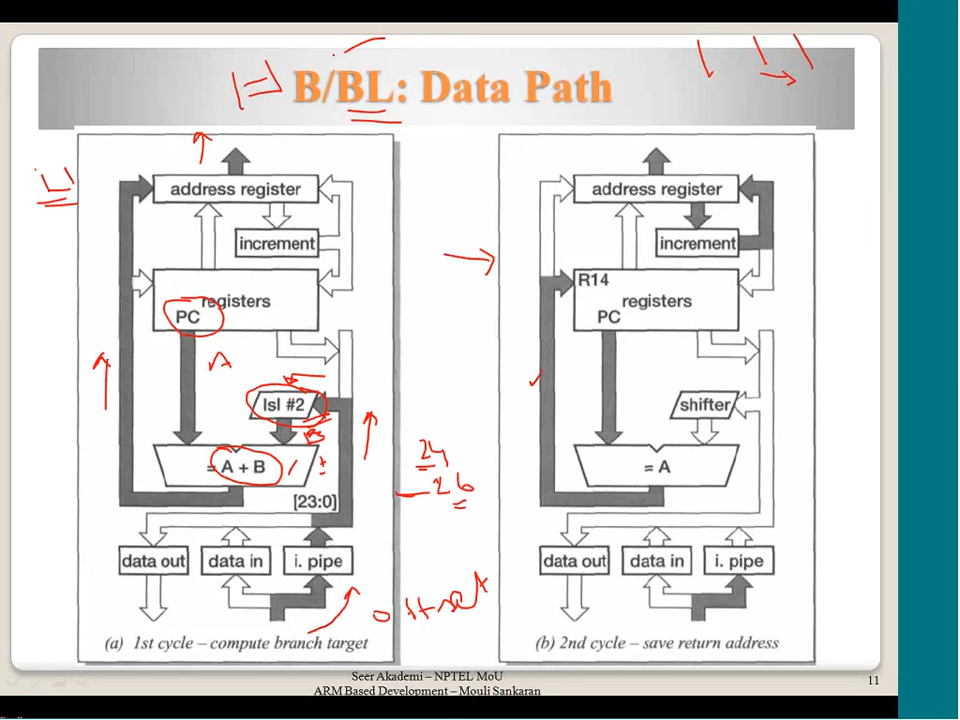 B/BL: Data Path
address register
increment
registers
PC
A
lsl #2
B
= A + B
[23:0]
24
26
data out
data in
i. pipe
offset
(a) 1st cycle – compute branch target
address register
increment
R14
registers
PC
shifter
= A
data out
data in
i. pipe
(b) 2nd cycle – save return address
Seer Akademi – NPTEL MoU
ARM Based Development – Mouli Sankaran
11